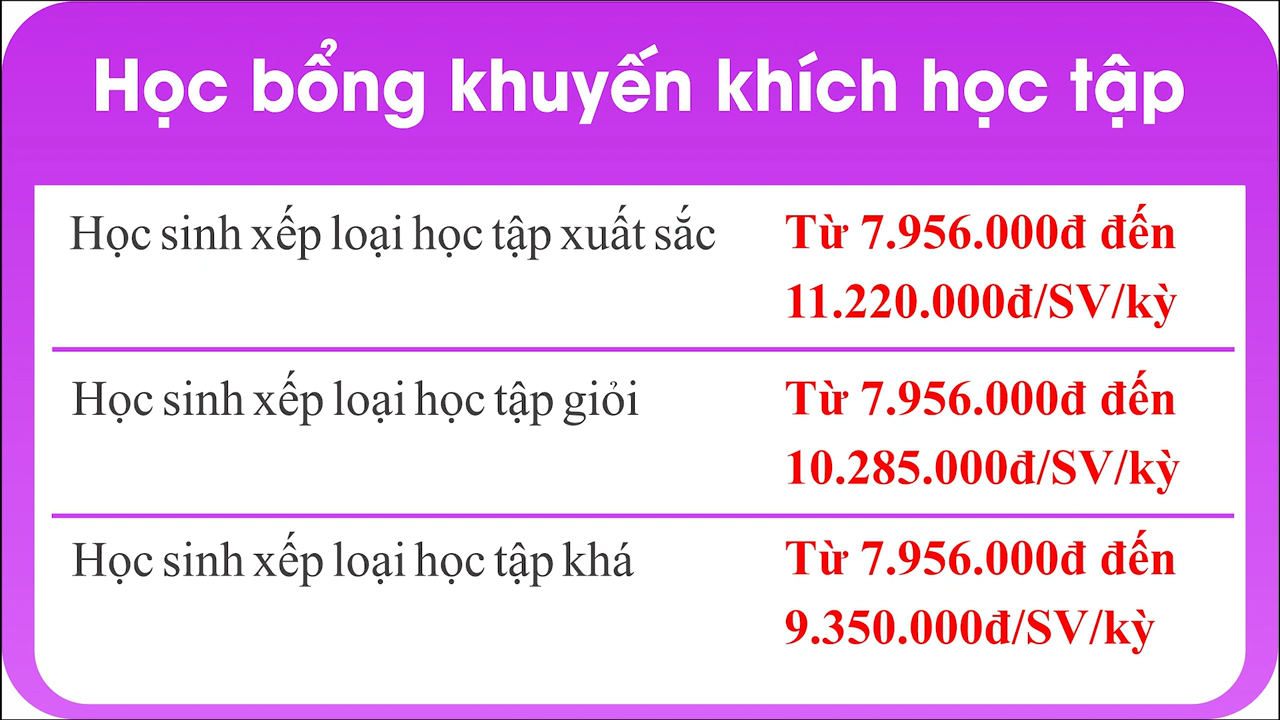 Học bổng khuyến khích học tập
Học sinh xếp loại học tập xuất sắc
Từ 7.956.000đ đến
11.220.000đ/SV/kỳ
Học sinh xếp loại học tập giỏi
Từ 7.956.000đ đến
10.285.000đ/SV/kỳ
Học sinh xếp loại học tập khá
Từ 7.956.000đ đến
9.350.000đ/SV/kỳ